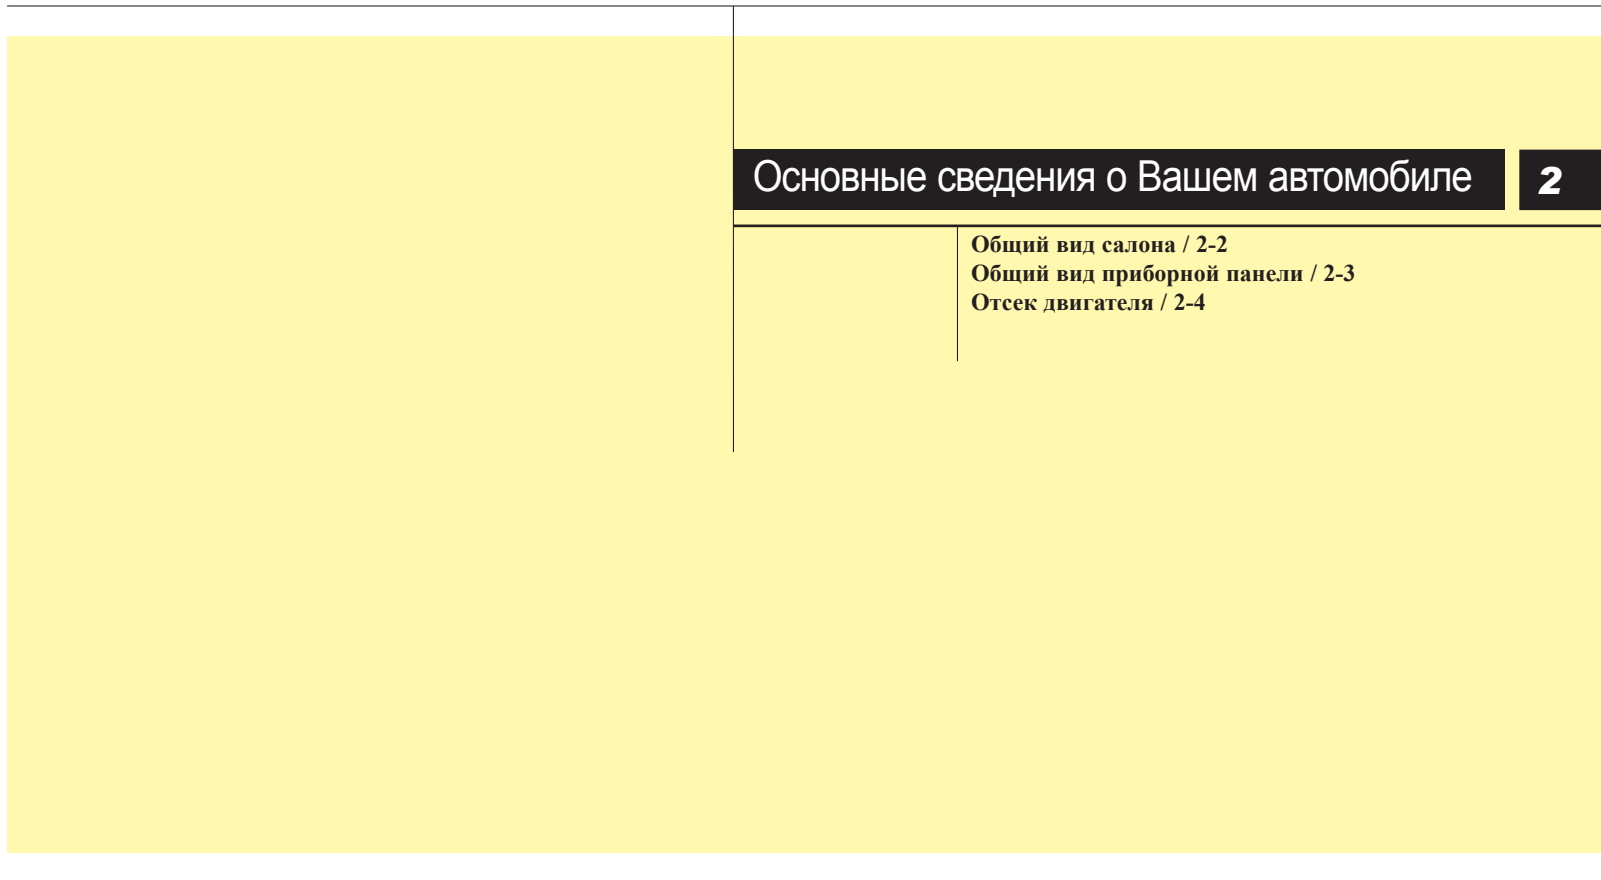 Основные сведения о Вашем автомобиле 2
Общий вид салона / 2-2
Общий вид приборной панели / 2-3
Отсек двигателя / 2-4